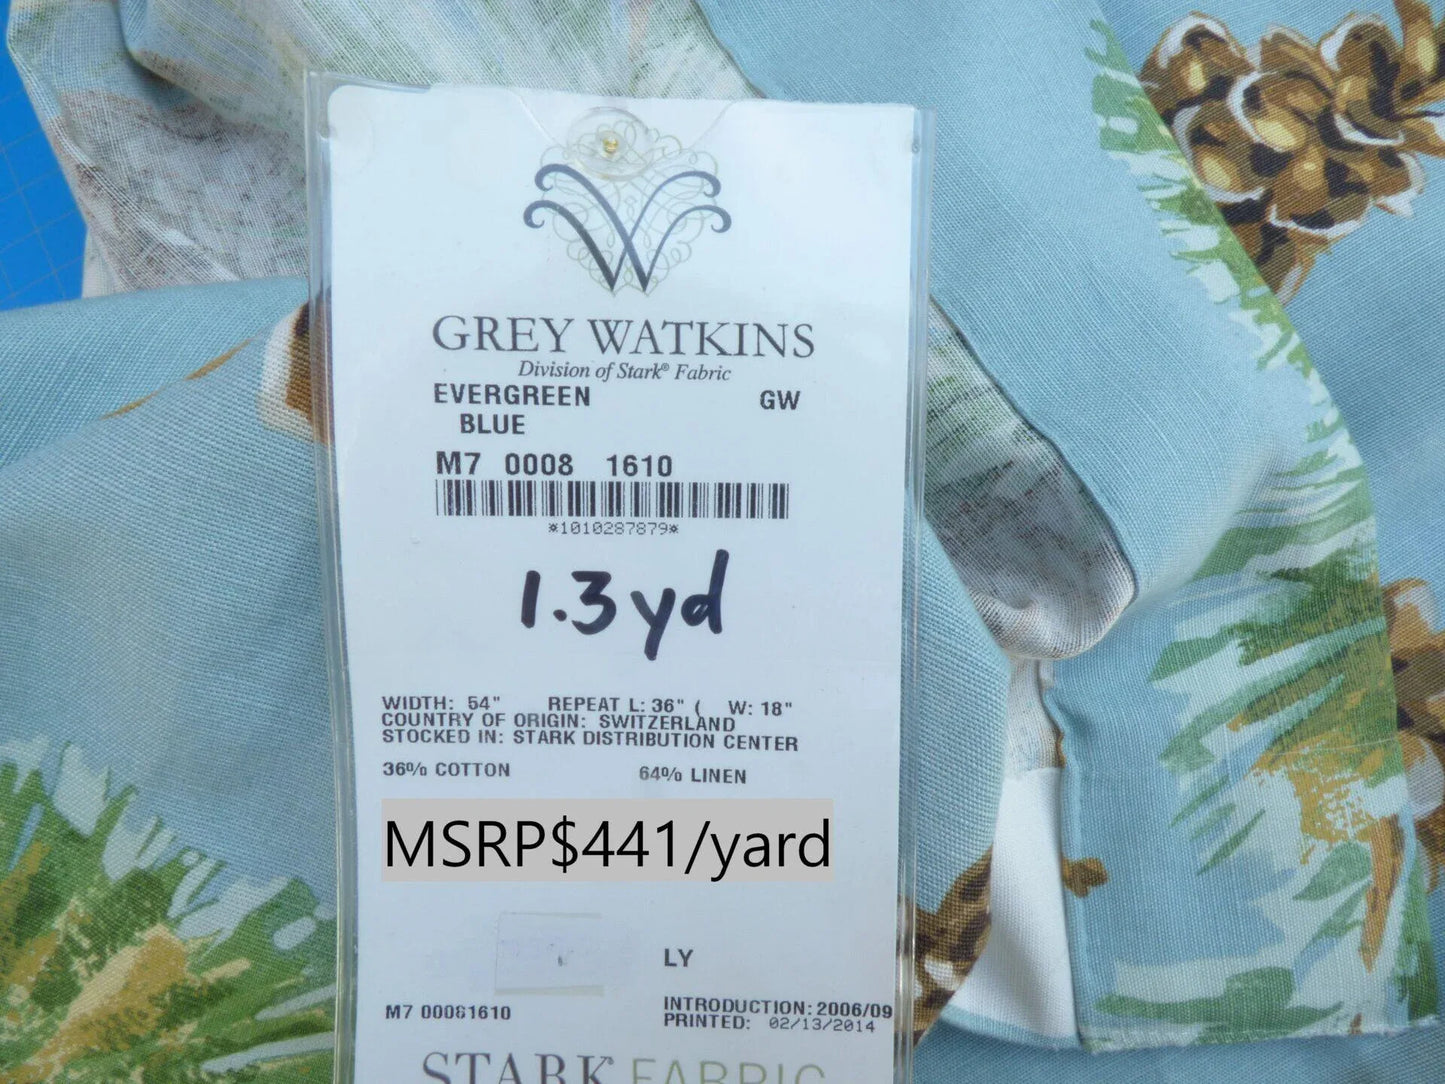 GREY WATKINS
Division of Stark® Fabric
EVERGREEN GW
BLUE
M7 0008 1610
*1010287879*
1.3yd
WIDTH: 54" REPEAT L: 36" ( W: 18"
COUNTRY OF ORIGIN: SWITZERLAND
STOCKED IN: STARK DISTRIBUTION CENTER
36% COTTON 64% LINEN
MSRP$441/yard
LY
M7 00081610 INTRODUCTION: 2006/09
PRINTED: 02/13/2014
STARK FABRIC